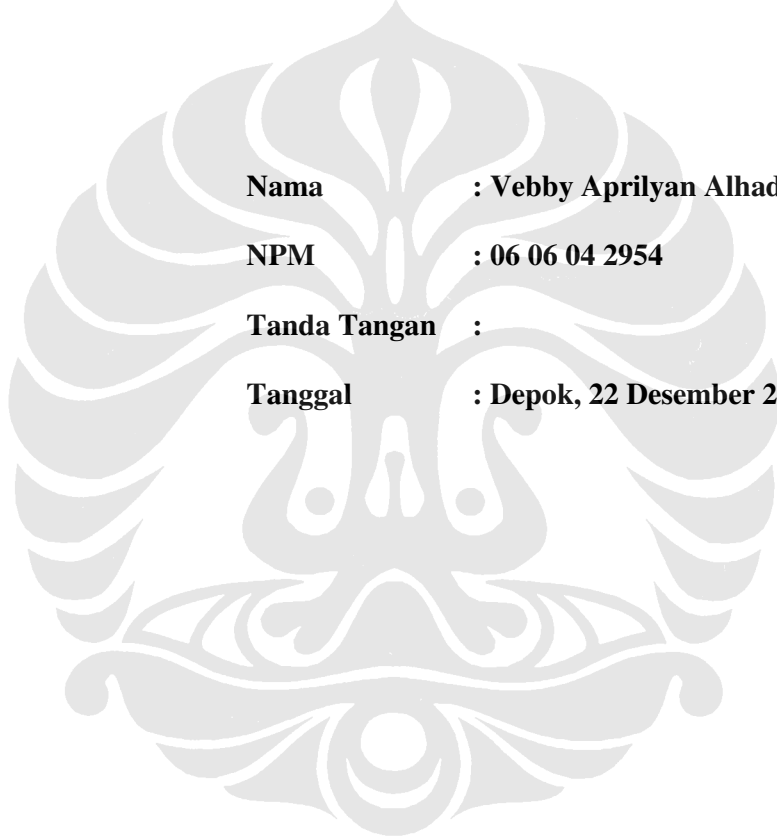 Nama : Vebby Aprilyan Alhad
NPM : 06 06 04 2954
Tanda Tangan :
Tanggal : Depok, 22 Desember 2